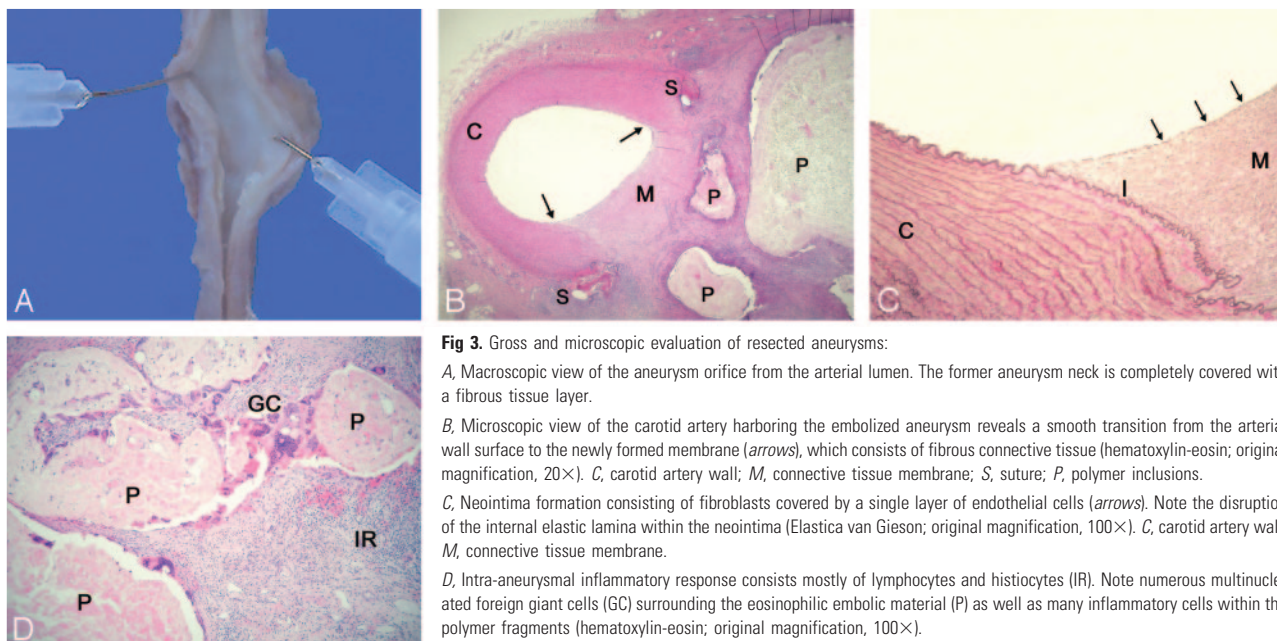 A
S
C
P
M
P
S
P
B
M
I
C
C
GC
P
P
IR
P
D
Fig 3. Gross and microscopic evaluation of resected aneurysms:
A, Macroscopic view of the aneurysm orifice from the arterial lumen. The former aneurysm neck is completely covered wit
a fibrous tissue layer.
B, Microscopic view of the carotid artery harboring the embolized aneurysm reveals a smooth transition from the arteria
wall surface to the newly formed membrane (arrows), which consists of fibrous connective tissue (hematoxylin-eosin; origina
magnification, 20×). C, carotid artery wall; M, connective tissue membrane; S, suture; P, polymer inclusions.
C, Neointima formation consisting of fibroblasts covered by a single layer of endothelial cells (arrows). Note the disruptio
of the internal elastic lamina within the neointima (Elastica van Gieson; original magnification, 100×). C, carotid artery wal
M, connective tissue membrane.
D, Intra-aneurysmal inflammatory response consists mostly of lymphocytes and histiocytes (IR). Note numerous multinucle
ated foreign giant cells (GC) surrounding the eosinophilic embolic material (P) as well as many inflammatory cells within th
polymer fragments (hematoxylin-eosin; original magnification, 100×).